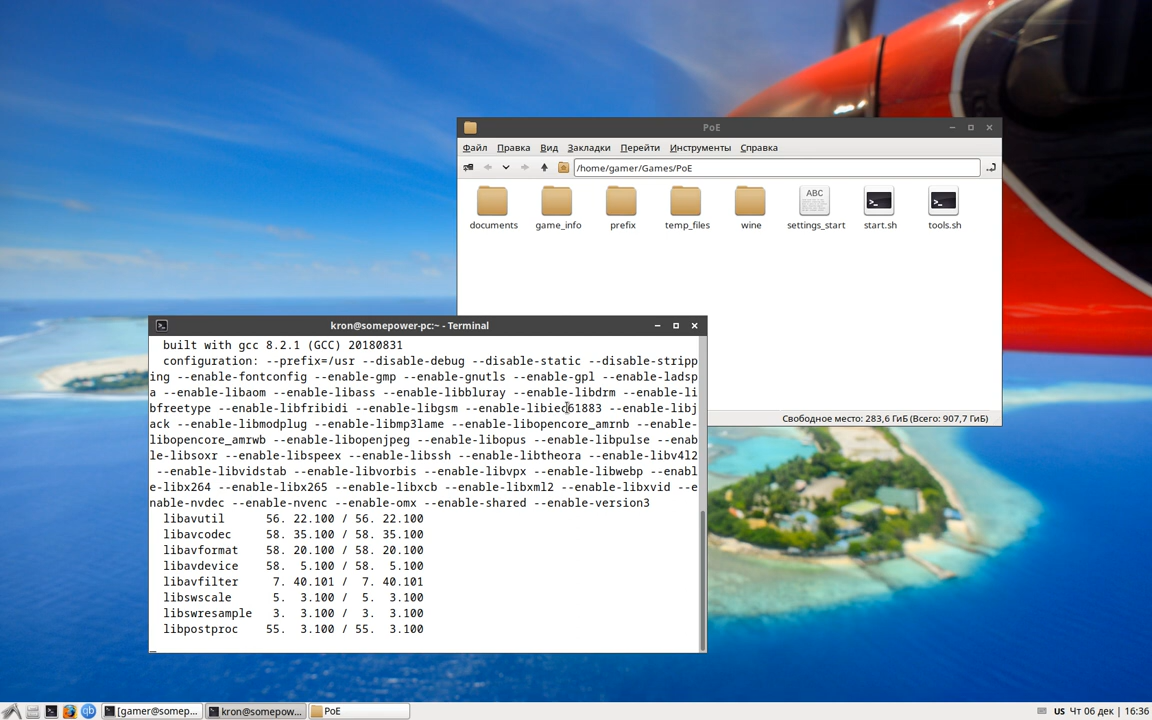 PoE
Файл Правка Вид Закладки Перейти Инструменты Справка
/home/gamer/Games/PoE
ABC
documents game_info prefix temp_files wine settings_start start.sh tools.sh
Свободное место: 283,6 ГиБ (Всего: 907,7 ГиБ)
kron@somepower-pc:~ - Terminal
built with gcc 8.2.1 (GCC) 20180831
configuration: --prefix=/usr --disable-debug --disable-static --disable-stripp
ing --enable-fontconfig --enable-gmp --enable-gnutls --enable-gpl --enable-ladsp
a --enable-libaom --enable-libass --enable-libbluray --enable-libdrm --enable-li
bfreetype --enable-libfribidi --enable-libgsm --enable-libiec61883 --enable-libj
ack --enable-libmodplug --enable-libmp3lame --enable-libopencore_amrnb --enable-
libopencore_amrwb --enable-libopenjpeg --enable-libopus --enable-libpulse --enab
le-libsoxr --enable-libspeex --enable-libssh --enable-libtheora --enable-libv4l2
--enable-libvidstab --enable-libvorbis --enable-libvpx --enable-libwebp --enabl
e-libx264 --enable-libx265 --enable-libxcb --enable-libxml2 --enable-libxvid --e
nable-nvdec --enable-nvenc --enable-omx --enable-shared --enable-version3
libavutil 56. 22.100 / 56. 22.100
libavcodec 58. 35.100 / 58. 35.100
libavformat 58. 20.100 / 58. 20.100
libavdevice 58. 5.100 / 58. 5.100
libavfilter 7. 40.101 / 7. 40.101
libswscale 5. 3.100 / 5. 3.100
libswresample 3. 3.100 / 3. 3.100
libpostproc 55. 3.100 / 55. 3.100
qb [gamer@somep... kron@somepow... PoE US Чт 06 дек | 16:36